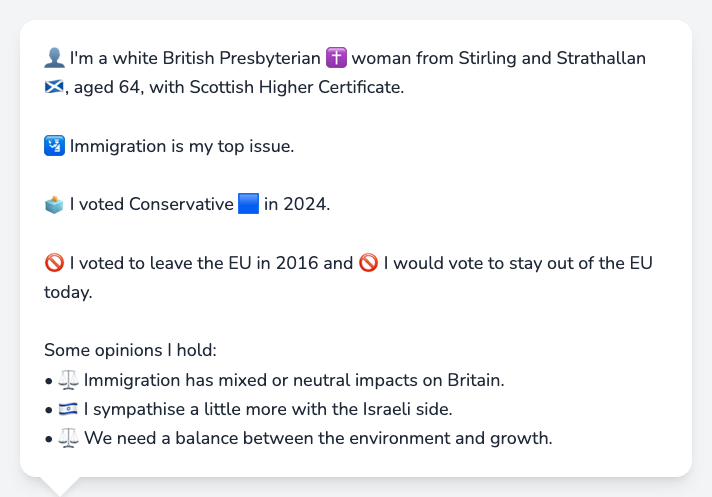 👤 I'm a white British Presbyterian ✝️ woman from Stirling and Strathallan
🏴󠁧󠁢󠁳󠁣󠁴󠁿, aged 64, with Scottish Higher Certificate.
🛂 Immigration is my top issue.
🗳️ I voted Conservative 🟦 in 2024.
🚫 I voted to leave the EU in 2016 and 🚫 I would vote to stay out of the EU
today.
Some opinions I hold:
• ⚖️ Immigration has mixed or neutral impacts on Britain.
• 🇮🇱 I sympathise a little more with the Israeli side.
• ⚖️ We need a balance between the environment and growth.